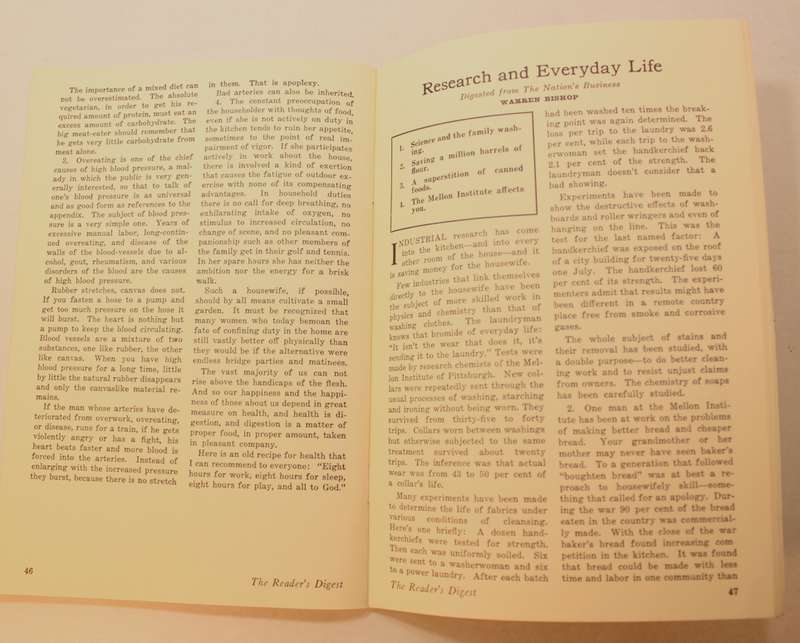 The importance of a mixed diet can
not be overestimated. The absolute
vegetarian, in order to get his re-
quired amount of protein, must eat an
excess amount of carbohydrate. The
big meat-eater should remember that
he gets very little carbohydrate from
meat alone.
3. Overeating is one of the chief
causes of high blood pressure, a mal-
ady in which the public is very gen-
erally interested, so that to talk of
one's blood pressure is as universal
and as good form as references to the
appendix. The subject of blood pres-
sure is a very simple one. Years of
excessive manual labor, long-contin-
ued overeating, and disease of the
walls of the blood-vessels due to al-
cohol, gout, rheumatism, and various
disorders of the blood are the causes
of high blood pressure.
Rubber stretches, canvas does not.
If you fasten a hose to a pump and
get too much pressure on the hose it
will burst. The heart is nothing but
a pump to keep the blood circulating.
Blood vessels are a mixture of two
substances, one like rubber, the other
like canvas. When you have high
blood pressure for a long time, little
by little the natural rubber disappears
and only the canvaslike material re-
mains.
If the man whose arteries have de-
teriorated from overwork, overeating,
or disease, runs for a train, if he gets
violently angry or has a fight, his
heart beats faster and more blood is
forced into the arteries. Instead of
enlarging with the increased pressure
they burst, because there is no stretch
in them. That is apoplexy.
Bad arteries can also be inherited.
4. The constant preoccupation of
the householder with thoughts of food,
even if she is not actively on duty in
the kitchen tends to ruin her appetite,
sometimes to the point of real im-
pairment of vigor. If she participates
actively in work about the house,
there is involved a kind of exertion
that causes the fatigue of outdoor ex-
ercise with none of its compensating
advantages. In household duties
there is no call for deep breathing, no
exhilarating intake of oxygen, no
stimulus to increased circulation, no
change of scene, and no pleasant com-
panionship such as other members of
the family get in their golf and tennis.
In her spare hours she has neither the
ambition nor the energy for a brisk
walk.
Such a housewife, if possible,
should by all means cultivate a small
garden. It must be recognized that
many women who today bemoan the
fate of confining duty in the home are
still vastly better off physically than
they would be if the alternative were
endless bridge parties and matinees.
The vast majority of us can not
rise above the handicaps of the flesh.
And so our happiness and the happi-
ness of those about us depend in great
measure on health, and health is di-
gestion, and digestion is a matter of
proper food, in proper amount, taken
in pleasant company.
Here is an old recipe for health that
I can recommend to everyone: "Eight
hours for work, eight hours for sleep,
eight hours for play, and all to God."
46
The Reader's Digest
Research and Everyday Life
Digested from The Nation's Business
WARREN BISHOP
1. Science and the family wash-
ing.
2. Saving a million barrels of
flour.
3. A superstition of canned
foods.
4. The Mellon Institute affects
you.
INDUSTRIAL research has come
into the kitchen—and into every
other room of the house—and it
is saving money for the housewife.
Few industries that link themselves
directly to the housewife have been
the subject of more skilled work in
physics and chemistry than that of
washing clothes. The laundryman
knows that bromide of everyday life:
"It isn't the wear that does it, it's
sending it to the laundry." Tests were
made by research chemists of the Mel-
lon Institute of Pittsburgh. New col-
lars were repeatedly sent through the
usual processes of washing, starching
and ironing without being worn. They
survived from thirty-five to forty
trips. Collars worn between washings
but otherwise subjected to the same
treatment survived about twenty
trips. The inference was that actual
wear was from 43 to 50 per cent of
a collar's life.
Many experiments have been made
to determine the life of fabrics under
various conditions of cleansing.
Here's one briefly: A dozen hand-
kerchiefs were tested for strength.
Then each was uniformly soiled. Six
were sent to a washerwoman and six
to a power laundry. After each batch
had been washed ten times the break-
ing point was again determined. The
loss per trip to the laundry was 2.6
per cent, while each trip to the wash-
erwoman set the handkerchief back
2.1 per cent of the strength. The
laundryman doesn't consider that a
bad showing.
Experiments have been made to
show the destructive effects of wash-
boards and roller wringers and even of
hanging on the line. This was the
test for the last named factor: A
handkerchief was exposed on the roof
of a city building for twenty-five days
one July. The handkerchief lost 60
per cent of its strength. The experi-
menters admit that results might have
been different in a remote country
place free from smoke and corrosive
gases.
The whole subject of stains and
their removal has been studied, with
a double purpose—to do better clean-
ing work and to resist unjust claims
from owners. The chemistry of soaps
has been carefully studied.
2. One man at the Mellon Insti-
tute has been at work on the problems
of making better bread and cheaper
bread. Your grandmother or her
mother may never have seen baker's
bread. To a generation that followed
"boughten bread" was at best a re-
proach to housewifely skill—some-
thing that called for an apology. Dur-
ing the war 90 per cent of the bread
eaten in the country was commercial-
ly made. With the close of the war
baker's bread found increasing com
petition in the kitchen. It was found
that bread could be made with less
time and labor in one community than
The Reader's Digest
47